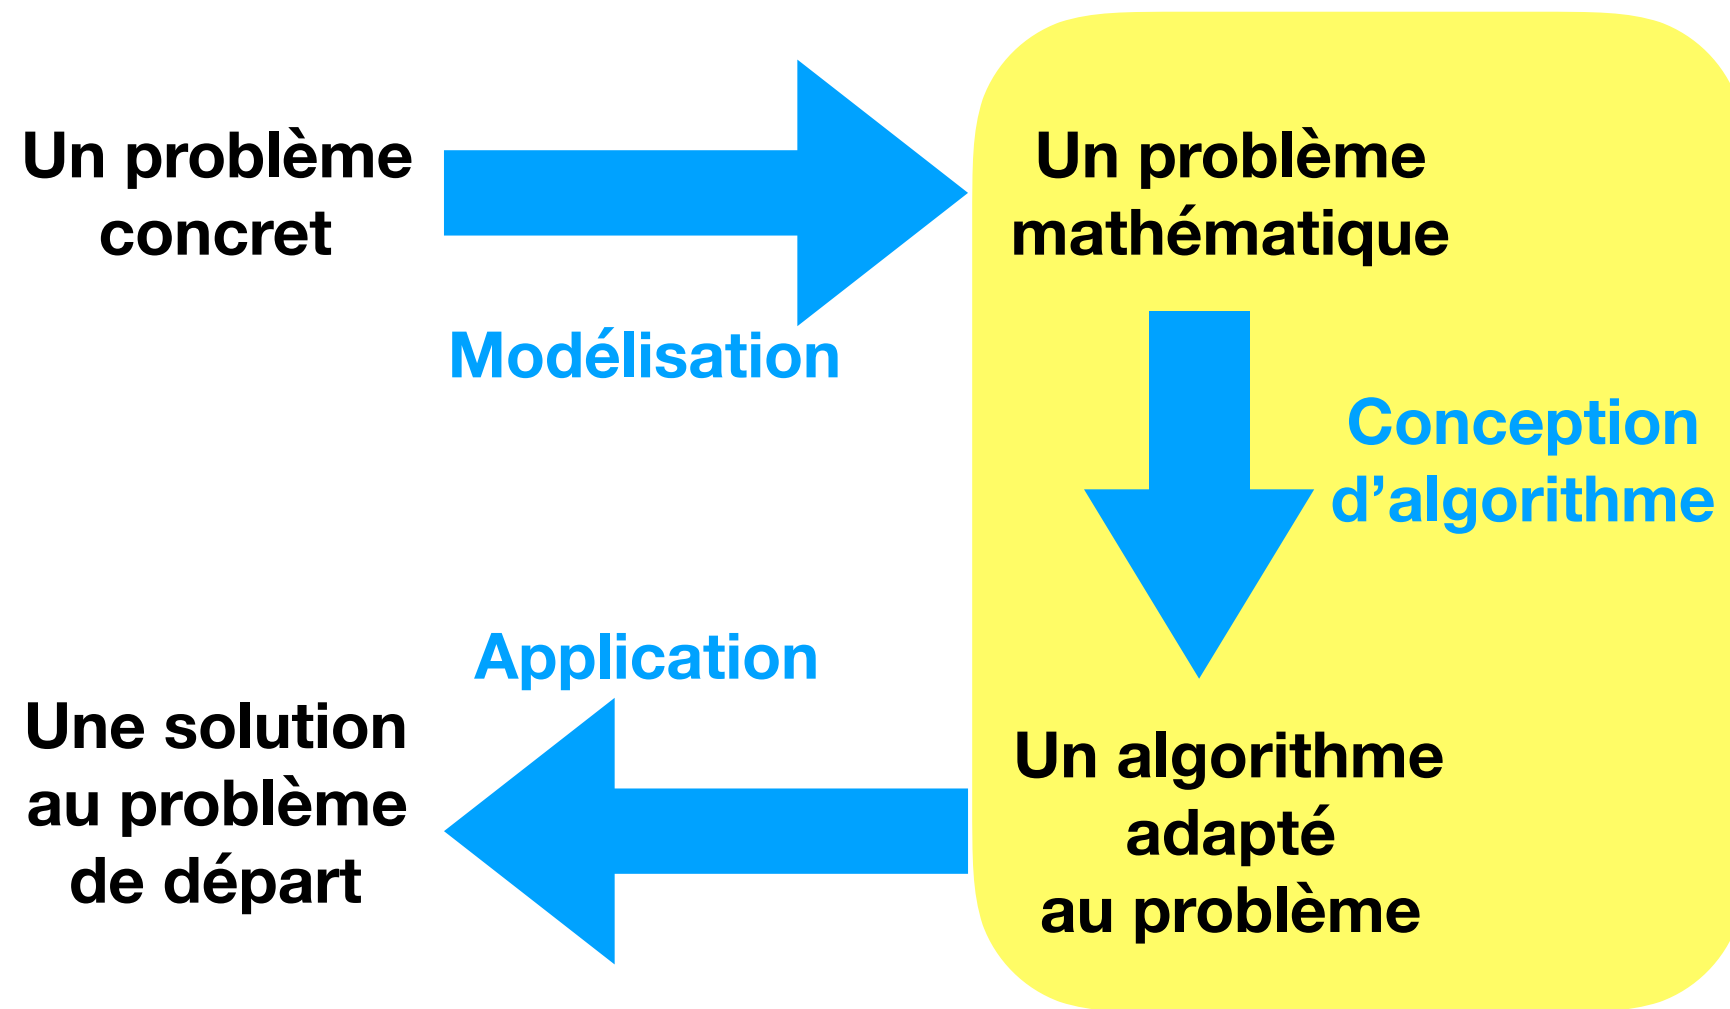 Un problème
concret
Modélisation
Un problème
mathématique
Conception
d’algorithme
Un algorithme
adapté
au problème
Application
Une solution
au problème
de départ